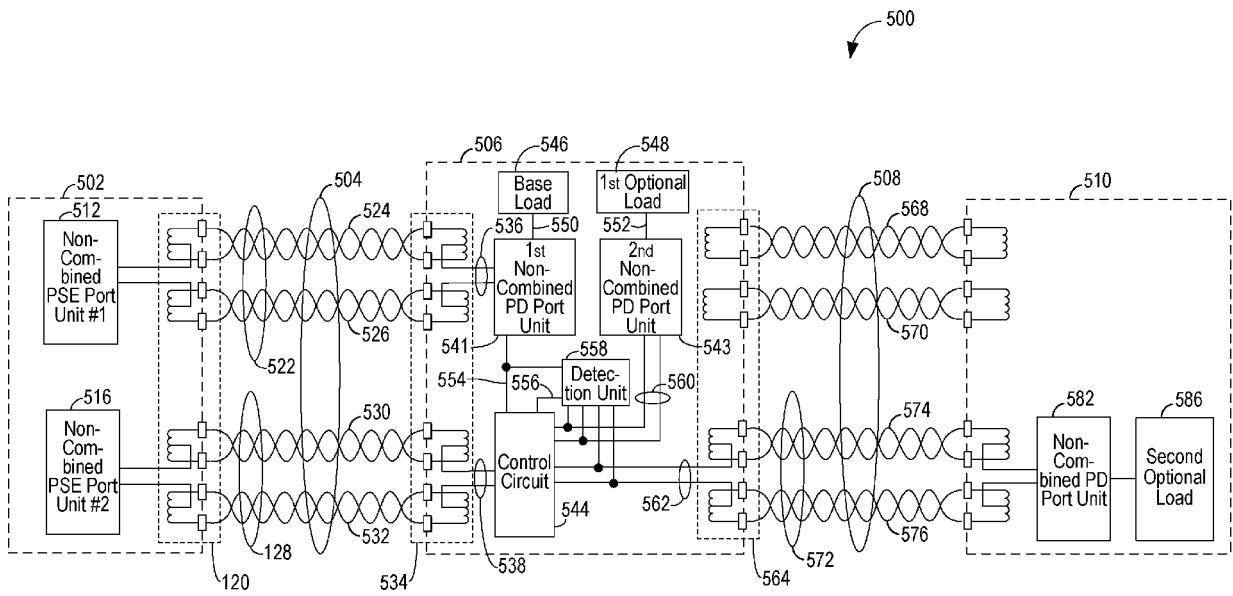 500
506
546
548
502
512
504
524
Base
Load
1st Optional
Load
508
568
510
536
550
552
Non-
Combined
PSE Port
Unit #1
1st
Non-
Combined
PD Port
Unit
2nd
Non-
Combined
PD Port
Unit
526
522
541
558
543
570
554
556
Detec-
tion Unit
560
516
530
574
582
586
Non-
Combined
PSE Port
Unit #2
Control
Circuit
Non-
Com-
bined PD
Port Unit
Second
Optional
Load
544
562
532
576
128
538
572
120
534
564